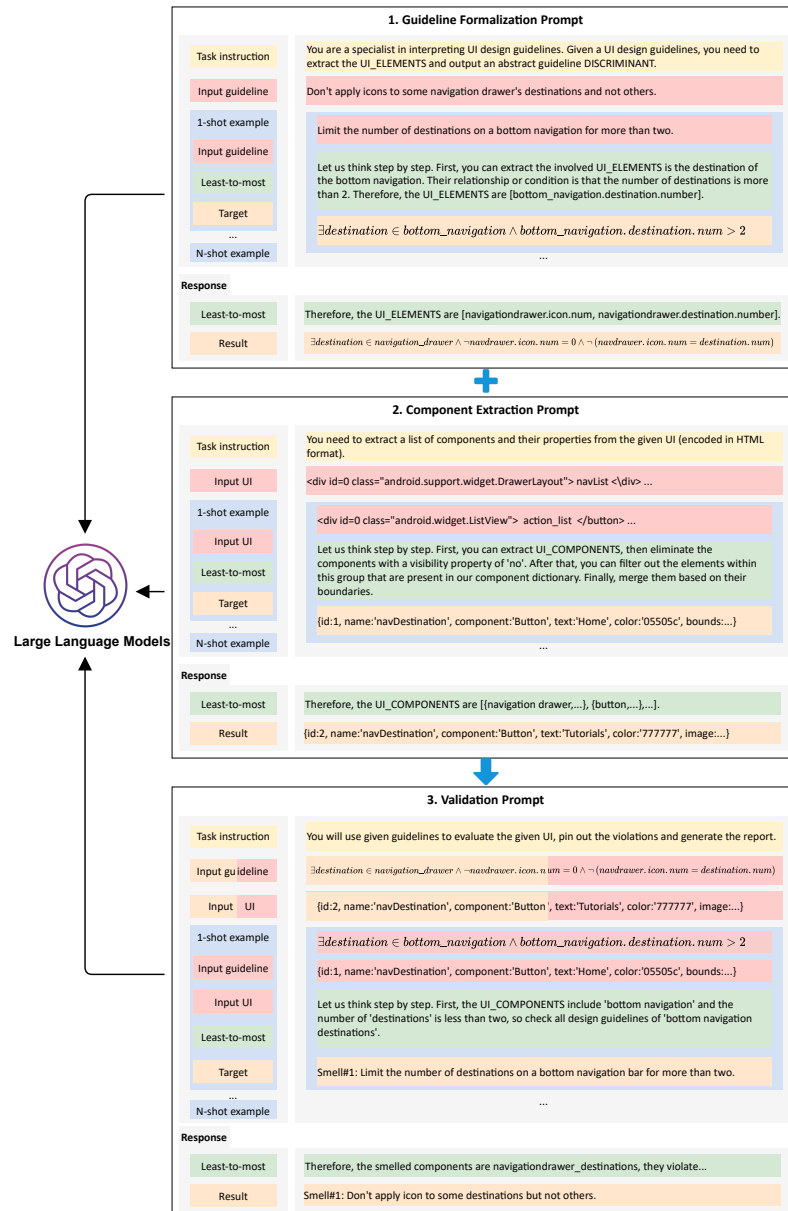 1. Guideline Formalization Prompt
Task instruction
You are a specialist in interpreting UI design guidelines. Given a UI design guidelines, you need to
extract the UI_ELEMENTS and output an abstract guideline DISCRIMINANT.
Input guideline
Don't apply icons to some navigation drawer's destinations and not others.
1-shot example
Limit the number of destinations on a bottom navigation for more than two.
Input guideline
Let us think step by step. First, you can extract the involved UI_ELEMENTS is the destination of
the bottom navigation. Their relationship or condition is that the number of destinations is more
than 2. Therefore, the UI_ELEMENTS are [bottom_navigation.destination.number].
Least-to-most
Target
∃destination ∈ bottom_navigation ∧ bottom_navigation.destination.num > 2
...
N-shot example
...
Response
Least-to-most
Therefore, the UI_ELEMENTS are [navigationdrawer.icon.num, navigationdrawer.destination.number].
Result
∃destination ∈ navigation_drawer ∧ ¬navdrawer.icon.num = 0 ∧ ¬(navdrawer.icon.num = destination.num)
2. Component Extraction Prompt
Task instruction
You need to extract a list of components and their properties from the given UI (encoded in HTML
format).
Input UI
<div id=0 class="android.support.widget.DrawerLayout"> navList <\div> ...
1-shot example
<div id=0 class="android.widget.ListView"> action_list </button> ...
Input UI
Let us think step by step. First, you can extract UI_COMPONENTS, then eliminate the
components with a visibility property of 'no'. After that, you can filter out the elements within
this group that are present in our component dictionary. Finally, merge them based on their
boundaries.
Least-to-most
Target
{id:1, name:'navDestination', component:'Button', text:'Home', color:'05505c', bounds:...}
...
N-shot example
...
Large Language Models
Response
Least-to-most
Therefore, the UI_COMPONENTS are [{navigation drawer,...}, {button,...},...].
Result
{id:2, name:'navDestination', component:'Button', text:'Tutorials', color:'777777', image:...}
3. Validation Prompt
Task instruction
You will use given guidelines to evaluate the given UI, pin out the violations and generate the report.
Input guideline
∃destination ∈ navigation_drawer ∧ ¬navdrawer.icon.num = 0 ∧ ¬(navdrawer.icon.num = destination.num)
Input UI
{id:2, name:'navDestination', component:'Button', text:'Tutorials', color:'777777', image:...}
1-shot example
∃destination ∈ bottom_navigation ∧ bottom_navigation.destination.num > 2
Input guideline
{id:1, name:'navDestination', component:'Button', text:'Home', color:'05505c', bounds:...}
Input UI
Let us think step by step. First, the UI_COMPONENTS include 'bottom navigation' and the
number of 'destinations' is less than two, so check all design guidelines of 'bottom navigation
destinations'.
Least-to-most
Target
Smell#1: Limit the number of destinations on a bottom navigation bar for more than two.
...
N-shot example
...
Response
Least-to-most
Therefore, the smelled components are navigationdrawer_destinations, they violate...
Result
Smell#1: Don't apply icon to some destinations but not others.